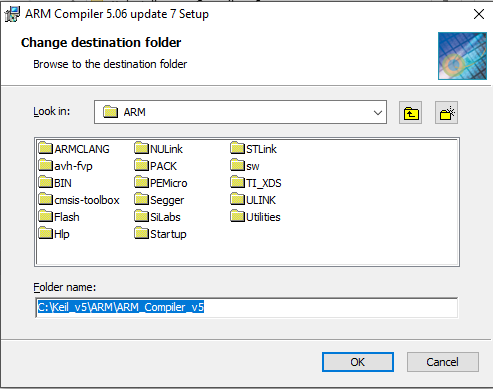 ARM Compiler 5.06 update 7 Setup
Change destination folder
Browse to the destination folder
Look in: ARM
ARMCLANG NULink STLink
avh-fvp PACK sw
BIN PEMicro TI_XDS
cmsis-toolbox Segger ULINK
Flash SiLabs Utilities
Hlp Startup
Folder name:
C:\Keil_v5\ARM\ARM_Compiler_v5
OK Cancel